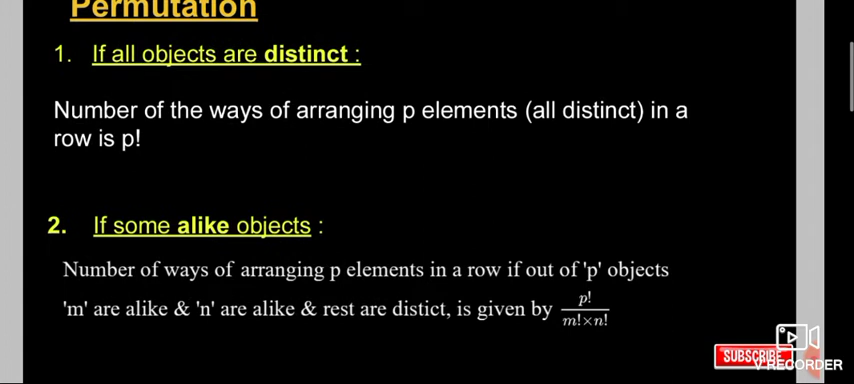 Permutation
1. If all objects are distinct :
Number of the ways of arranging p elements (all distinct) in a
row is p!
2. If some alike objects :
Number of ways of arranging p elements in a row if out of 'p' objects
'm' are alike & 'n' are alike & rest are distict, is given by p!/m!×n!
SUBSCRIBE
V RECORDER